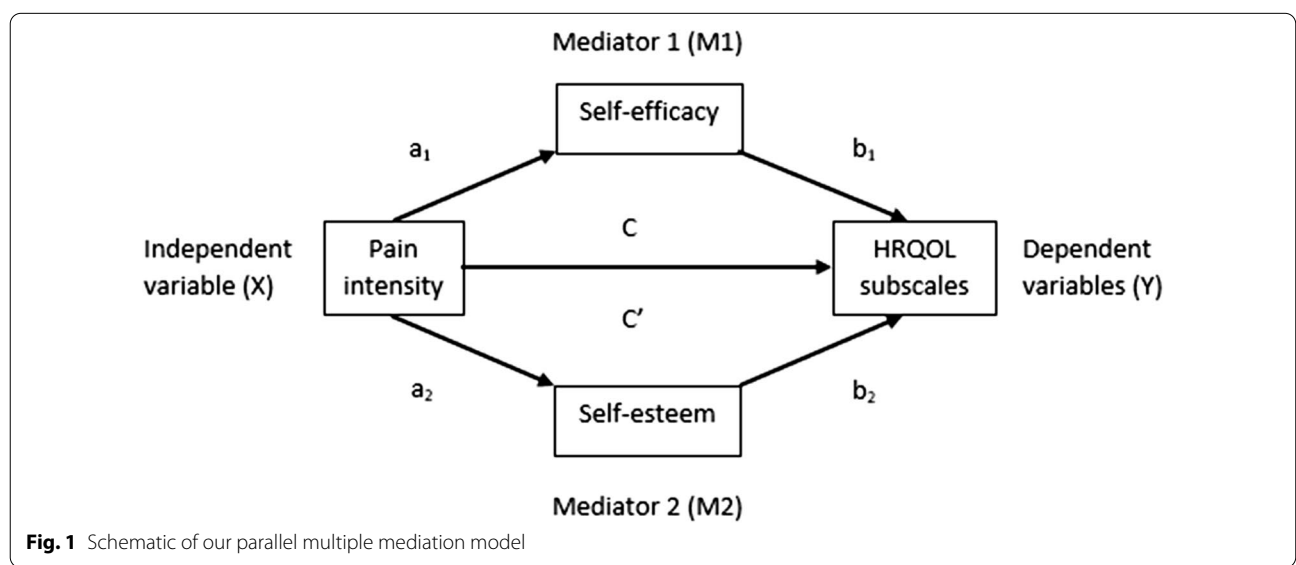 Mediator 1 (M1)
Self-efficacy
a₁
b₁
C
Independent
variable (X)
Pain
intensity
HRQOL
subscales
Dependent
variables (Y)
C′
a₂
b₂
Self-esteem
Mediator 2 (M2)
Fig. 1 Schematic of our parallel multiple mediation model